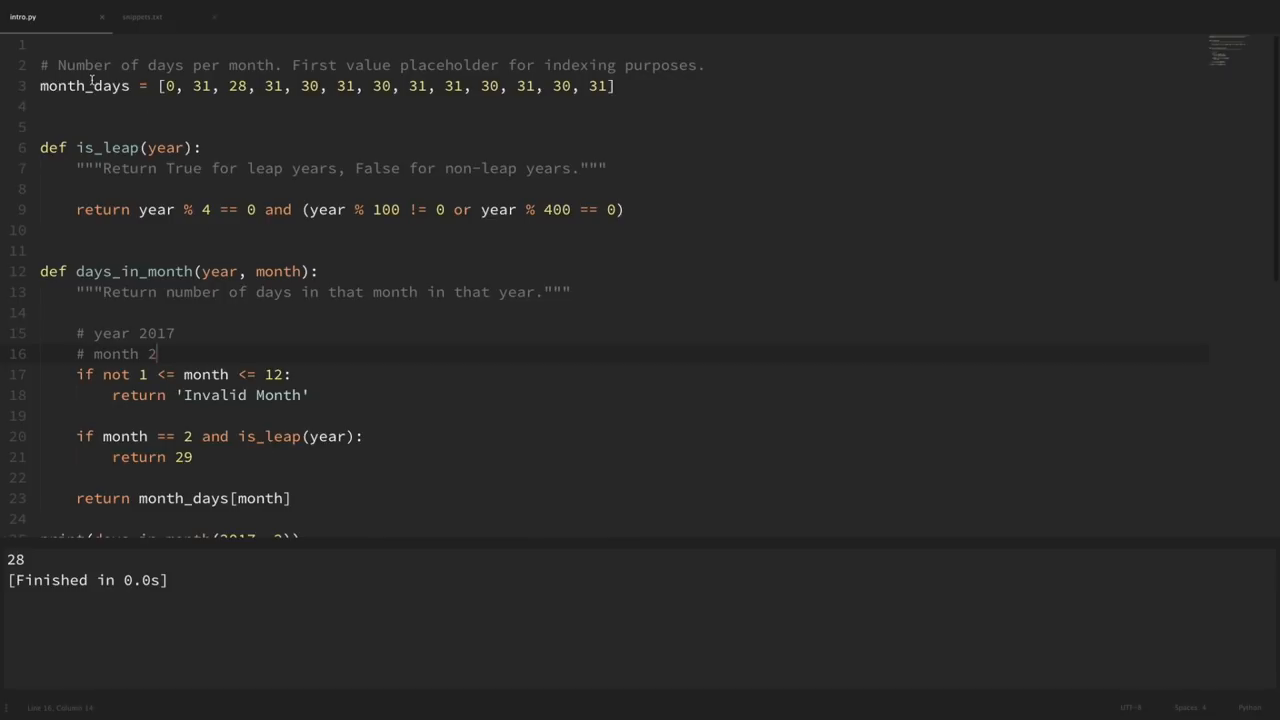 intro.py × snippets.txt ×
1
2 # Number of days per month. First value placeholder for indexing purposes.
3 month_days = [0, 31, 28, 31, 30, 31, 30, 31, 31, 30, 31, 30, 31]
4
5
6 def is_leap(year):
7 """Return True for leap years, False for non-leap years."""
8
9 return year % 4 == 0 and (year % 100 != 0 or year % 400 == 0)
10
11
12 def days_in_month(year, month):
13 """Return number of days in that month in that year."""
14
15 # year 2017
16 # month 2
17 if not 1 <= month <= 12:
18 return 'Invalid Month'
19
20 if month == 2 and is_leap(year):
21 return 29
22
23 return month_days[month]
24
25 print(days_in_month(2017, 2))
28
[Finished in 0.0s]
Line 16, Column 14 UTF-8 Spaces: 4 Python